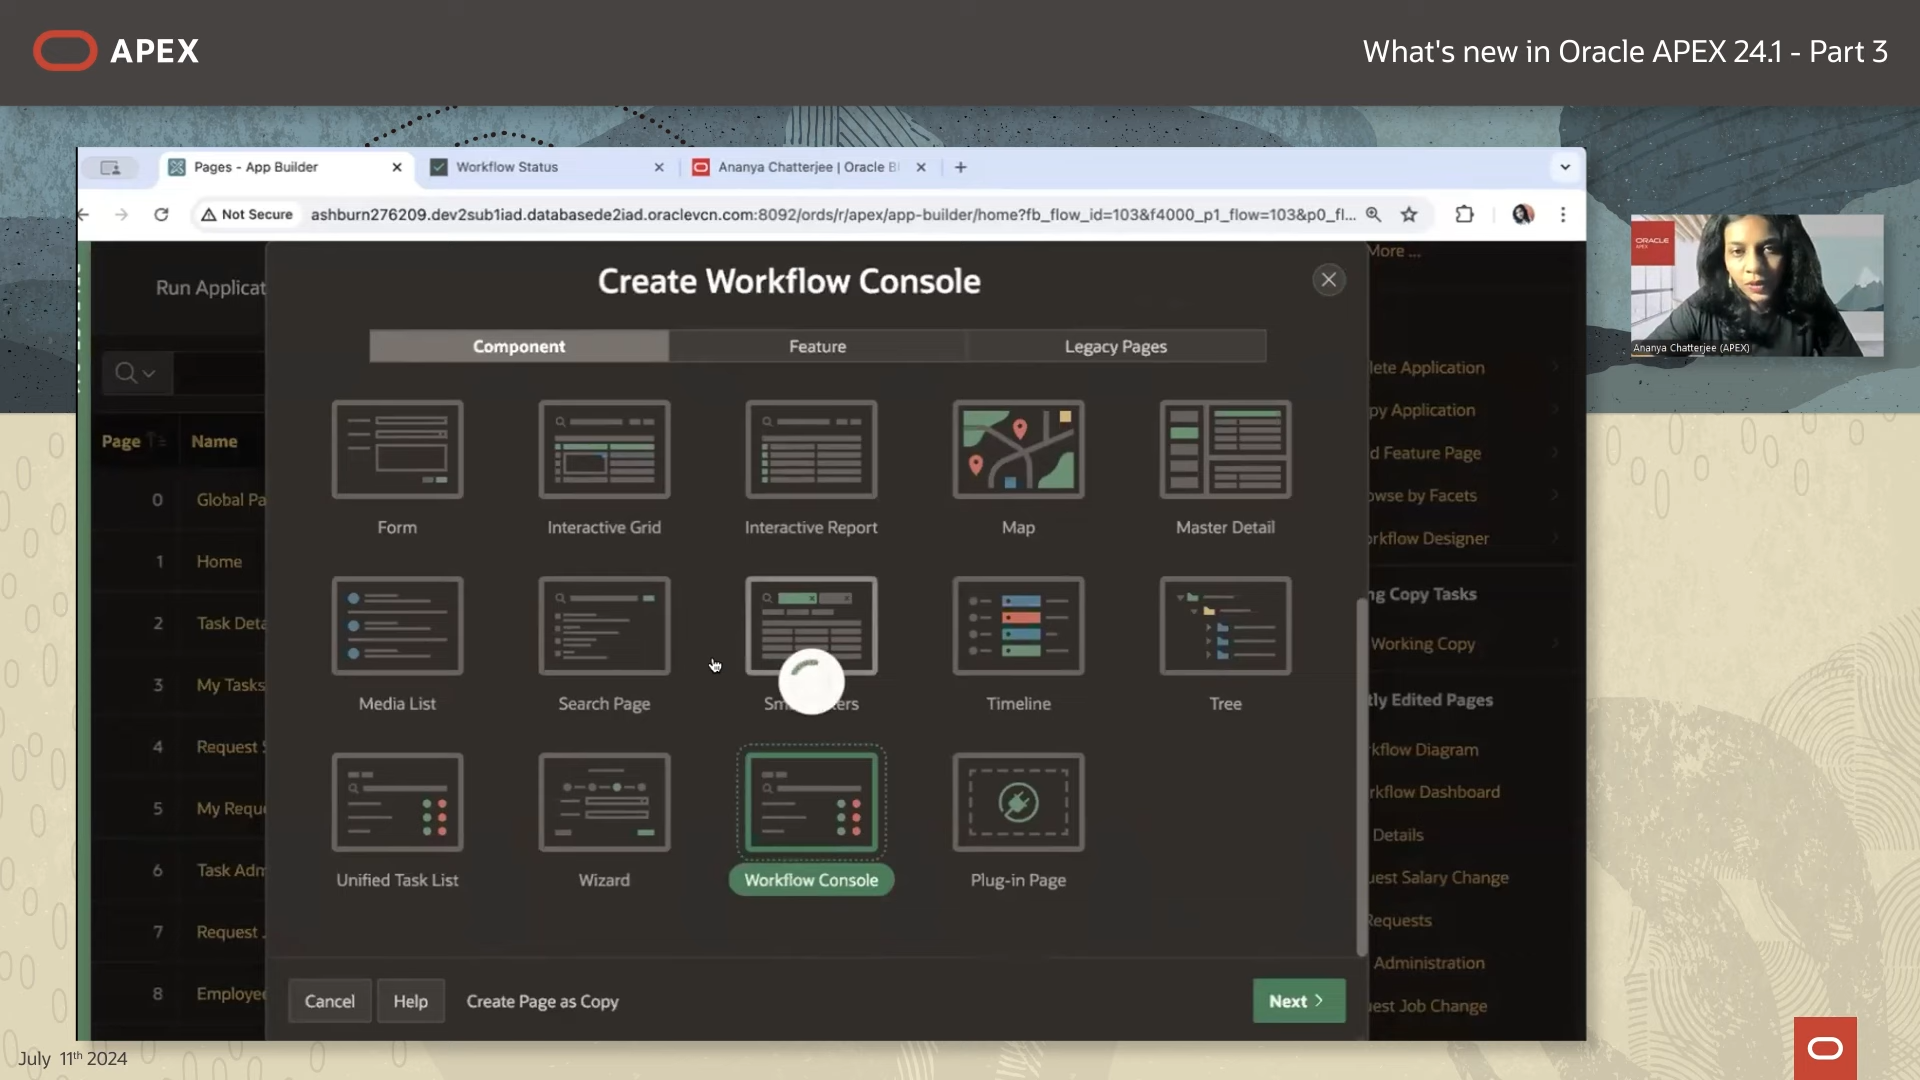 APEX
What's new in Oracle APEX 24.1 - Part 3
Pages - App Builder
Workflow Status
Ananya Chatterjee | Oracle B
Not Secure
ashburn276209.dev2sub1iad.databasede2iad.oraclevcn.com:8092/ords/r/apex/app-builder/home?fb_flow_id=103&f4000_p1_flow=103&p0_fl...
ORACLE
APEX
Ananya Chatterjee (APEX)
Run Applicat
More ...
Create Workflow Console
Component
Feature
Legacy Pages
lete Application
py Application
d Feature Page
owse by Facets
orkflow Designer
ng Copy Tasks
Working Copy
tly Edited Pages
kflow Diagram
rkflow Dashboard
Details
uest Salary Change
Requests
Administration
uest Job Change
Page
Name
0 Global Pa
1 Home
2 Task Deta
3 My Tasks
4 Request S
5 My Reque
6 Task Adm
7 Request J
8 Employee
Form
Interactive Grid
Interactive Report
Map
Master Detail
Media List
Search Page
Sm ers
Timeline
Tree
Unified Task List
Wizard
Workflow Console
Plug-in Page
Cancel
Help
Create Page as Copy
Next
July 11th 2024